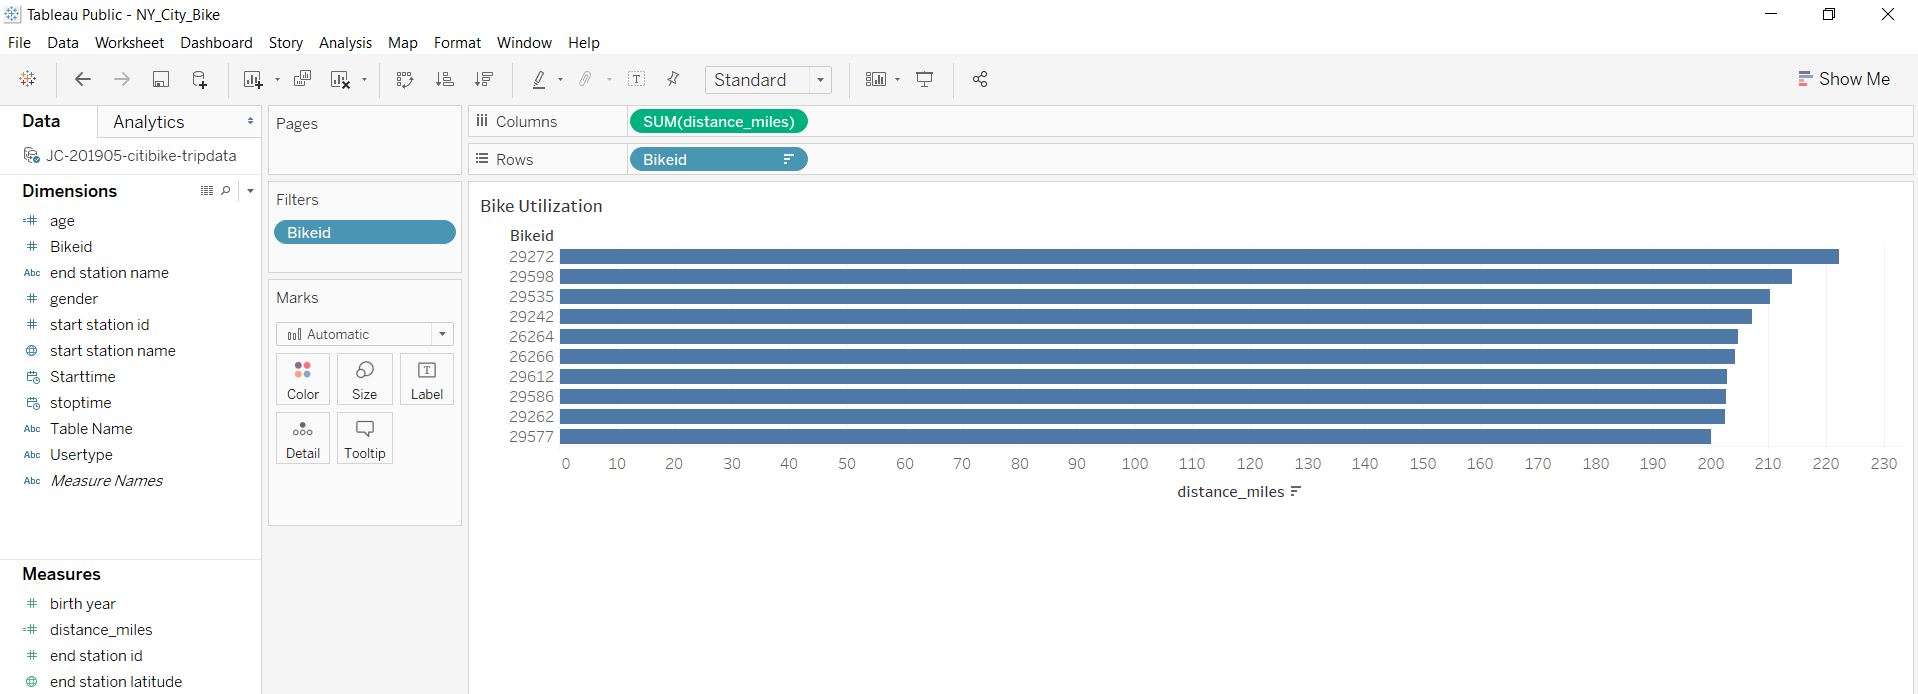 Tableau Public - NY_City_Bike
File Data Worksheet Dashboard Story Analysis Map Format Window Help
Standard
Show Me
Data Analytics
JC-201905-citibike-tripdata
Dimensions
# age
# Bikeid
Abc end station name
# gender
# start station id
start station name
Starttime
stoptime
Abc Table Name
Abc Usertype
Abc Measure Names
Measures
# birth year
# distance_miles
# end station id
end station latitude
Pages
Filters
Bikeid
Marks
Automatic
Color Size Label
Detail Tooltip
Columns SUM(distance_miles)
Rows Bikeid
Bike Utilization
Bikeid
29272
29598
29535
29242
26264
26266
29612
29586
29262
29577
0 10 20 30 40 50 60 70 80 90 100 110 120 130 140 150 160 170 180 190 200 210 220 230
distance_miles